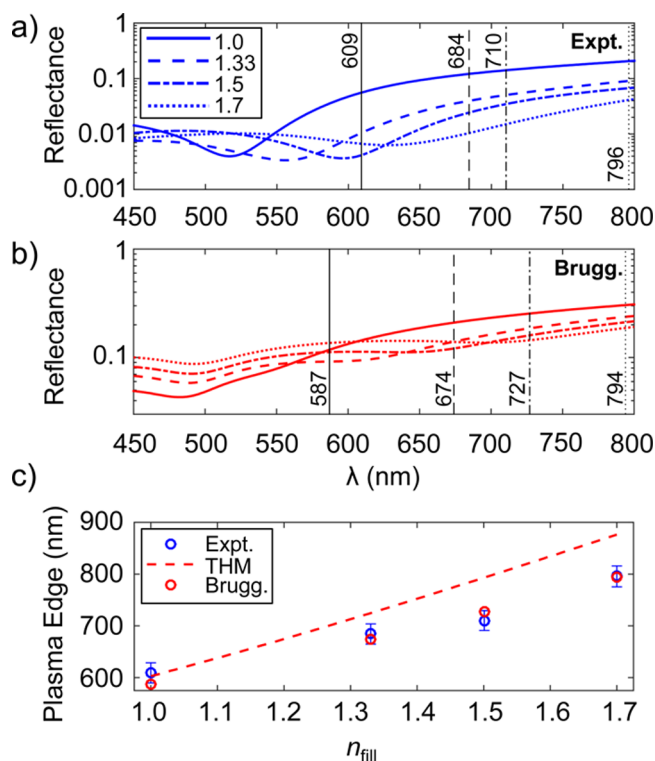 a)
Reflectance
1
0.1
0.01
0.001
1.0
1.33
1.5
1.7
609
684
710
796
Expt.
450 500 550 600 650 700 750 800
b)
Reflectance
1
0.1
Brugg.
587
674
727
794
450 500 550 600 650 700 750 800
λ (nm)
c)
Plasma Edge (nm)
900
800
700
600
Expt.
THM
Brugg.
1.0 1.1 1.2 1.3 1.4 1.5 1.6 1.7
nfill